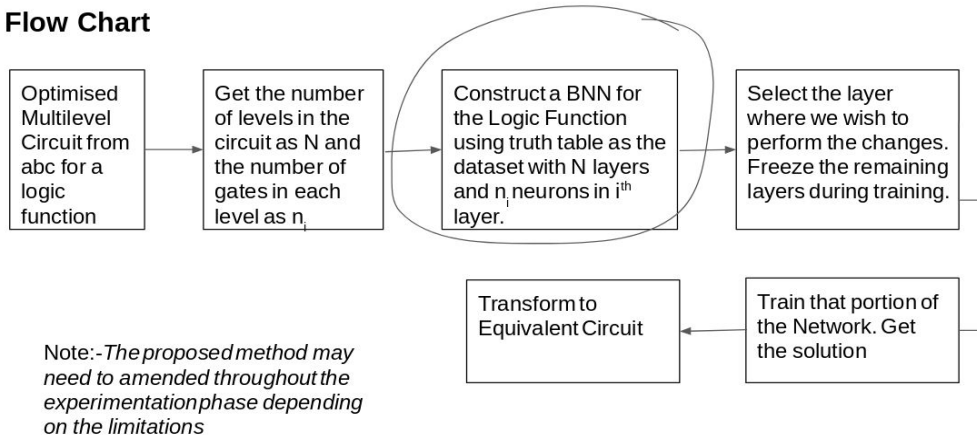 Flow Chart
Optimised
Multilevel
Circuit from
abc for a
logic
function
Get the number
of levels in the
circuit as N and
the number of
gates in each
level as nᵢ
Construct a BNN for
the Logic Function
using truth table as the
dataset with N layers
and nᵢ neurons in iᵗʰ
layer.
Select the layer
where we wish to
perform the changes.
Freeze the remaining
layers during training.
Transform to
Equivalent Circuit
Train that portion of
the Network. Get
the solution
Note:-The proposed method may
need to amended throughout the
experimentation phase depending
on the limitations